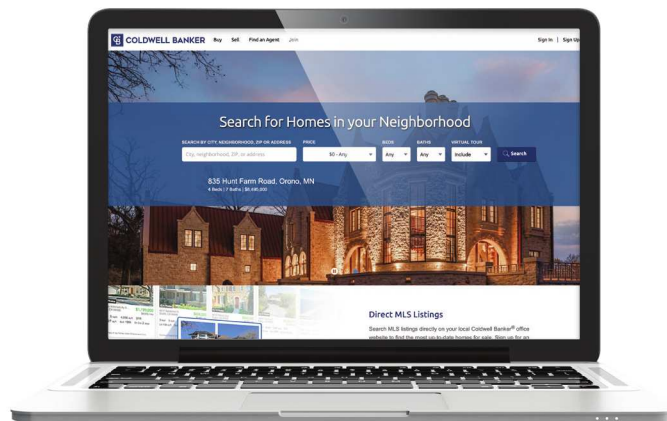 COLDWELL BANKER Buy Sell Find an Agent Join Sign In | Sign Up
Search for Homes in your Neighborhood
SEARCH BY CITY, NEIGHBORHOOD, ZIP OR ADDRESS PRICE BEDS BATHS VIRTUAL TOUR
City, neighborhood, ZIP, or address $0 - Any Any Any Include Search
835 Hunt Farm Road, Orono, MN
Direct MLS Listings
Search MLS listings directly on your local Coldwell Banker® office
website to find the most up-to-date homes for sale. Sign up for an